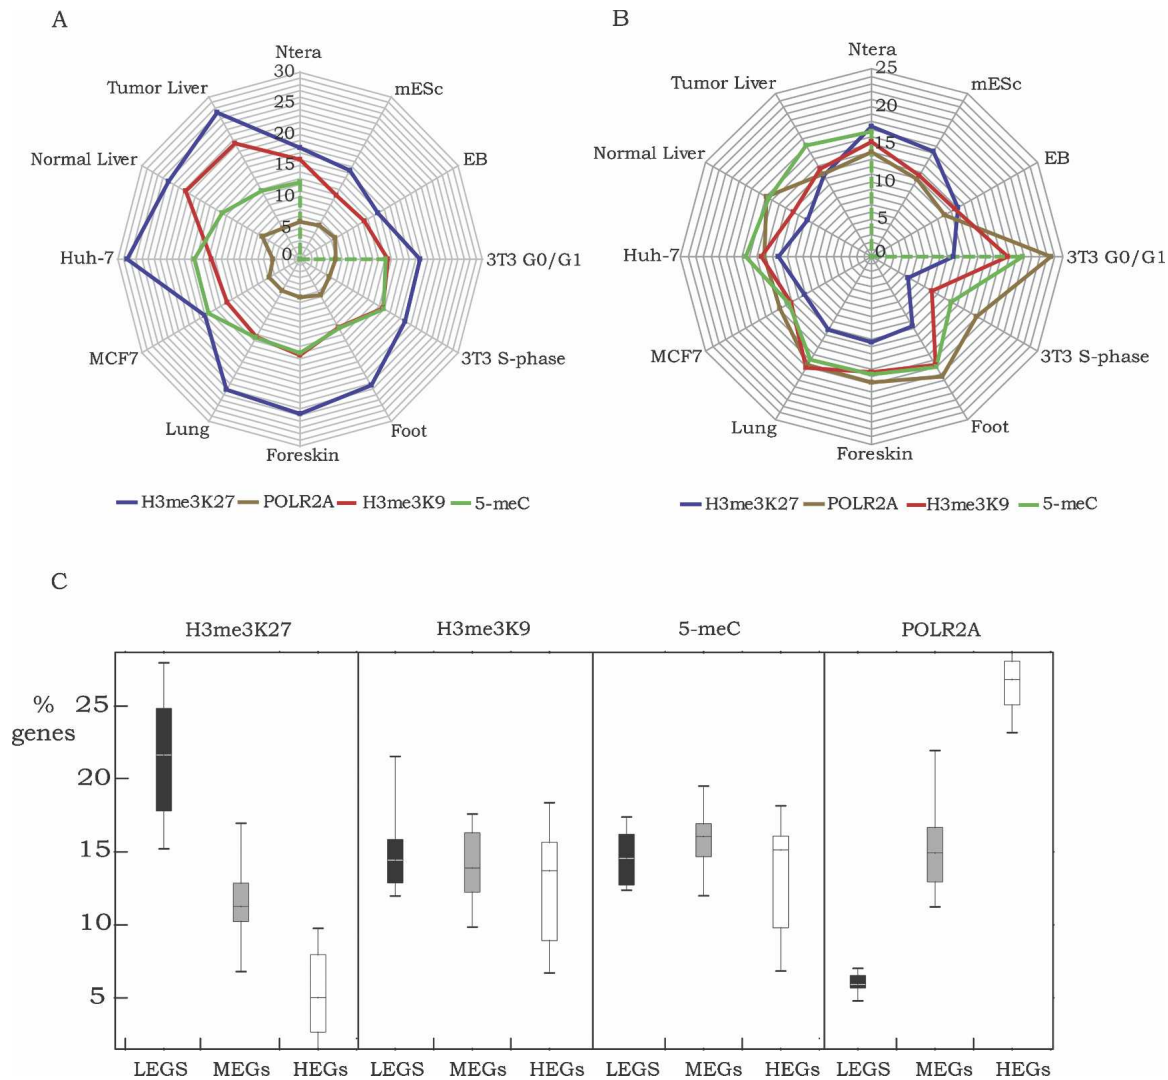 A
B
Ntera
30
25
20
15
10
5
0
mESc
EB
3T3 G0/G1
3T3 S-phase
Foot
Foreskin
Lung
MCF7
Huh-7
Normal Liver
Tumor Liver
H3me3K27 POLR2A H3me3K9 5-meC
Ntera
25
20
15
10
5
0
mESc
EB
3T3 G0/G1
3T3 S-phase
Foot
Foreskin
Lung
MCF7
Huh-7
Normal Liver
Tumor Liver
H3me3K27 POLR2A H3me3K9 5-meC
C
H3me3K27 H3me3K9 5-meC POLR2A
% genes
25
20
15
10
5
LEGS MEGs HEGs LEGS MEGs HEGs LEGS MEGs HEGs LEGS MEGs HEGs